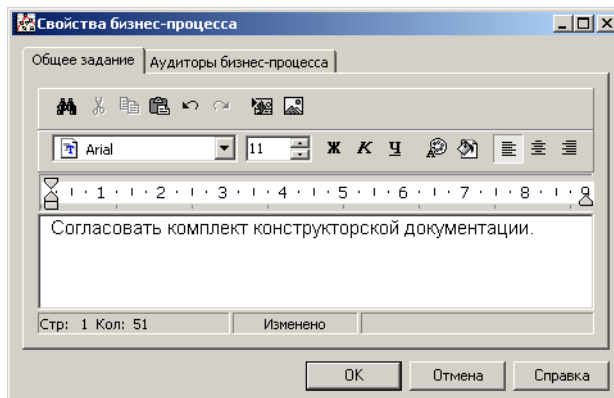 Свойства бизнес-процесса
Общее задание Аудиторы бизнес-процесса
Arial 11 Ж К Ч
1 2 3 4 5 6 7 8 9
Согласовать комплект конструкторской документации.
Стр: 1 Кол: 51 Изменено
OK Отмена Справка